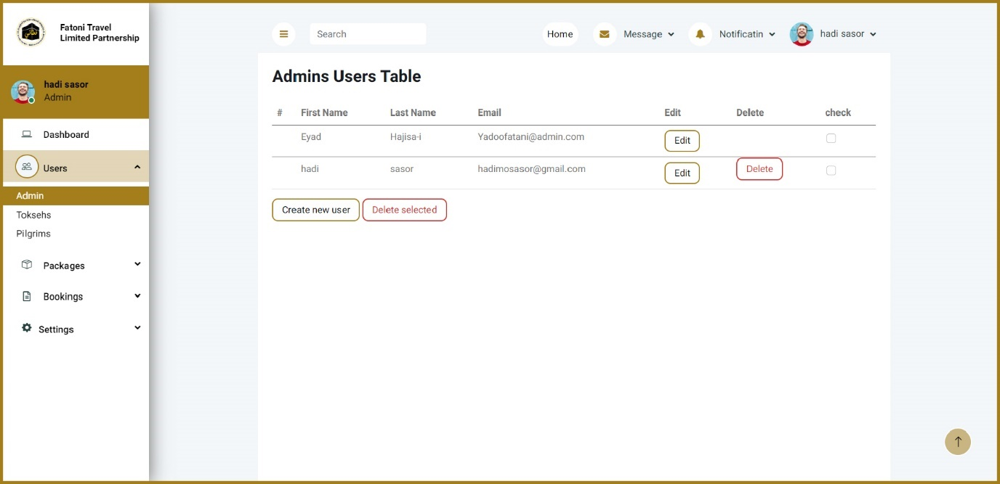 Fatoni Travel
Limited Partnership
hadi sasor
Admin
Dashboard
Users
Admin
Toksehs
Pilgrims
Packages
Bookings
Settings
Search
Home
Message
Notificatin
hadi sasor
Admins Users Table
# First Name Last Name Email Edit Delete check
Eyad Hajisa-i Yadoofatani@admin.com Edit
hadi sasor hadimosasor@gmail.com Edit Delete
Create new user Delete selected